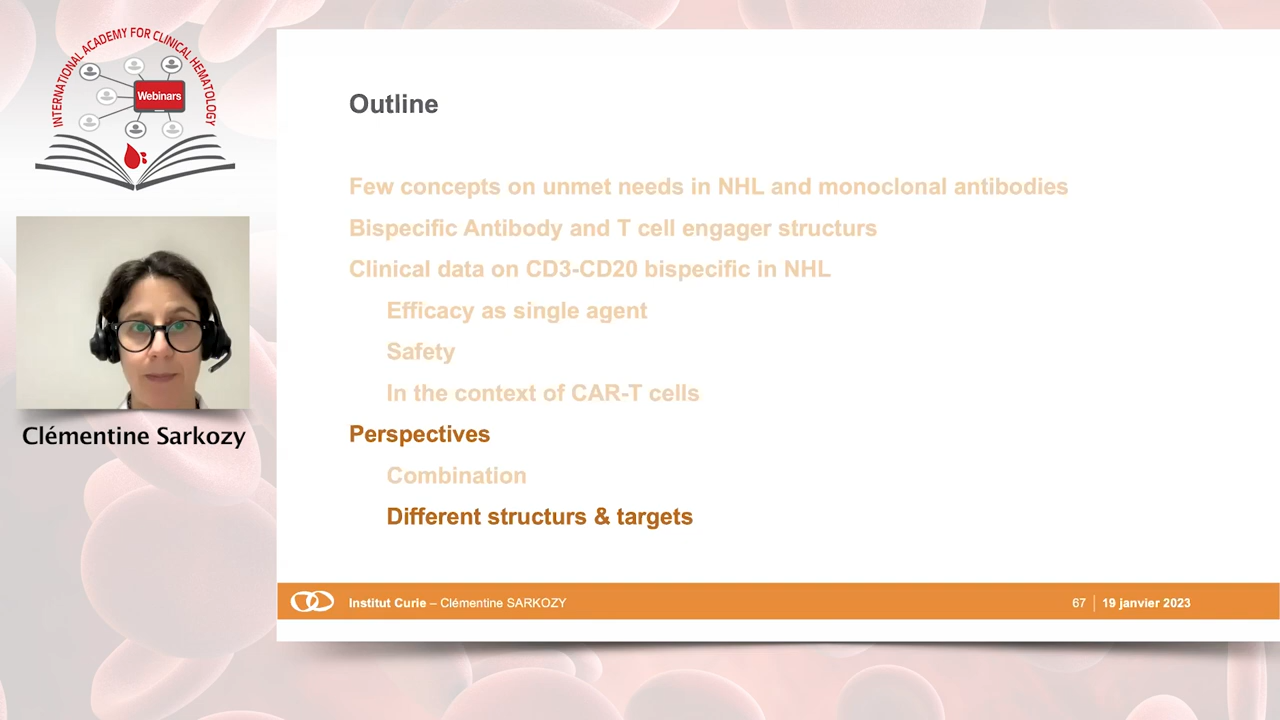 INTERNATIONAL ACADEMY FOR CLINICAL HEMATOLOGY
Webinars
Clémentine Sarkozy
Outline
Few concepts on unmet needs in NHL and monoclonal antibodies
Bispecific Antibody and T cell engager structurs
Clinical data on CD3-CD20 bispecific in NHL
Efficacy as single agent
Safety
In the context of CAR-T cells
Perspectives
Combination
Different structurs & targets
Institut Curie – Clémentine SARKOZY
67 | 19 janvier 2023